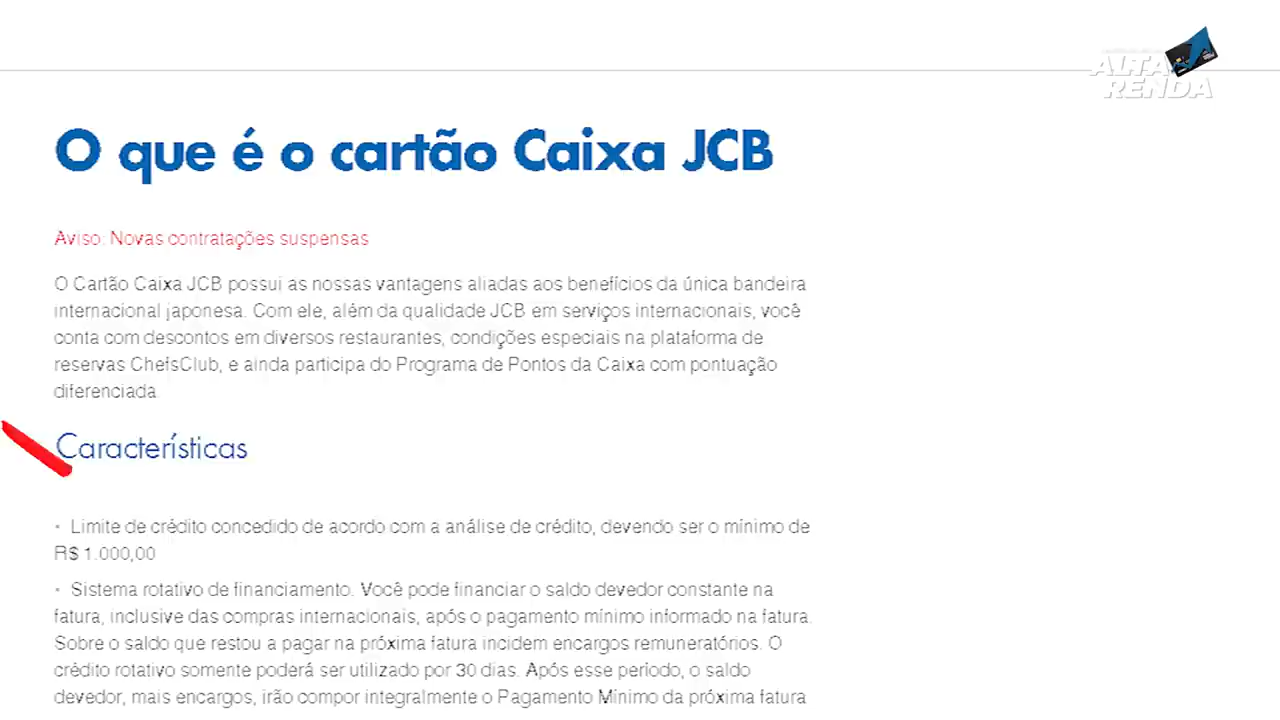 ALTA
RENDA
O que é o cartão Caixa JCB
Aviso: Novas contratações suspensas
O Cartão Caixa JCB possui as nossas vantagens aliadas aos benefícios da única bandeira
internacional japonesa. Com ele, além da qualidade JCB em serviços internacionais, você
conta com descontos em diversos restaurantes, condições especiais na plataforma de
reservas ChefsClub, e ainda participa do Programa de Pontos da Caixa com pontuação
diferenciada.
Características
• Limite de crédito concedido de acordo com a análise de crédito, devendo ser o mínimo de
R$ 1.000,00
• Sistema rotativo de financiamento. Você pode financiar o saldo devedor constante na
fatura, inclusive das compras internacionais, após o pagamento mínimo informado na fatura.
Sobre o saldo que restou a pagar na próxima fatura incidem encargos remuneratórios. O
crédito rotativo somente poderá ser utilizado por 30 dias. Após esse período, o saldo
devedor, mais encargos, irão compor integralmente o Pagamento Mínimo da próxima fatura